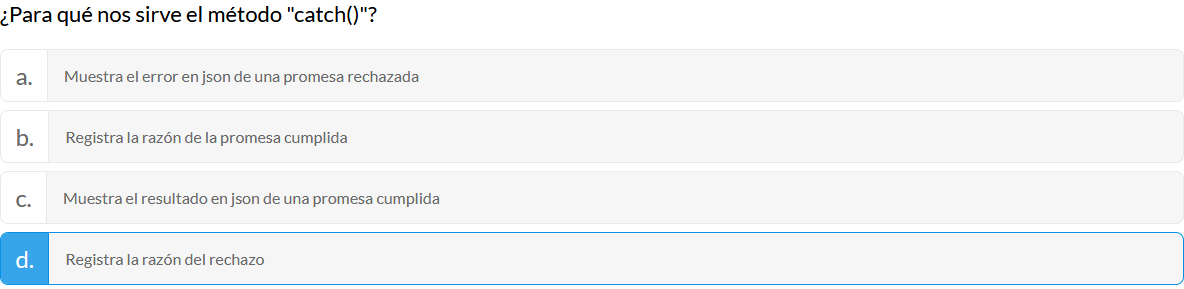 ¿Para qué nos sirve el método "catch()"?
a. Muestra el error en json de una promesa rechazada
b. Registra la razón de la promesa cumplida
c. Muestra el resultado en json de una promesa cumplida
d. Registra la razón del rechazo